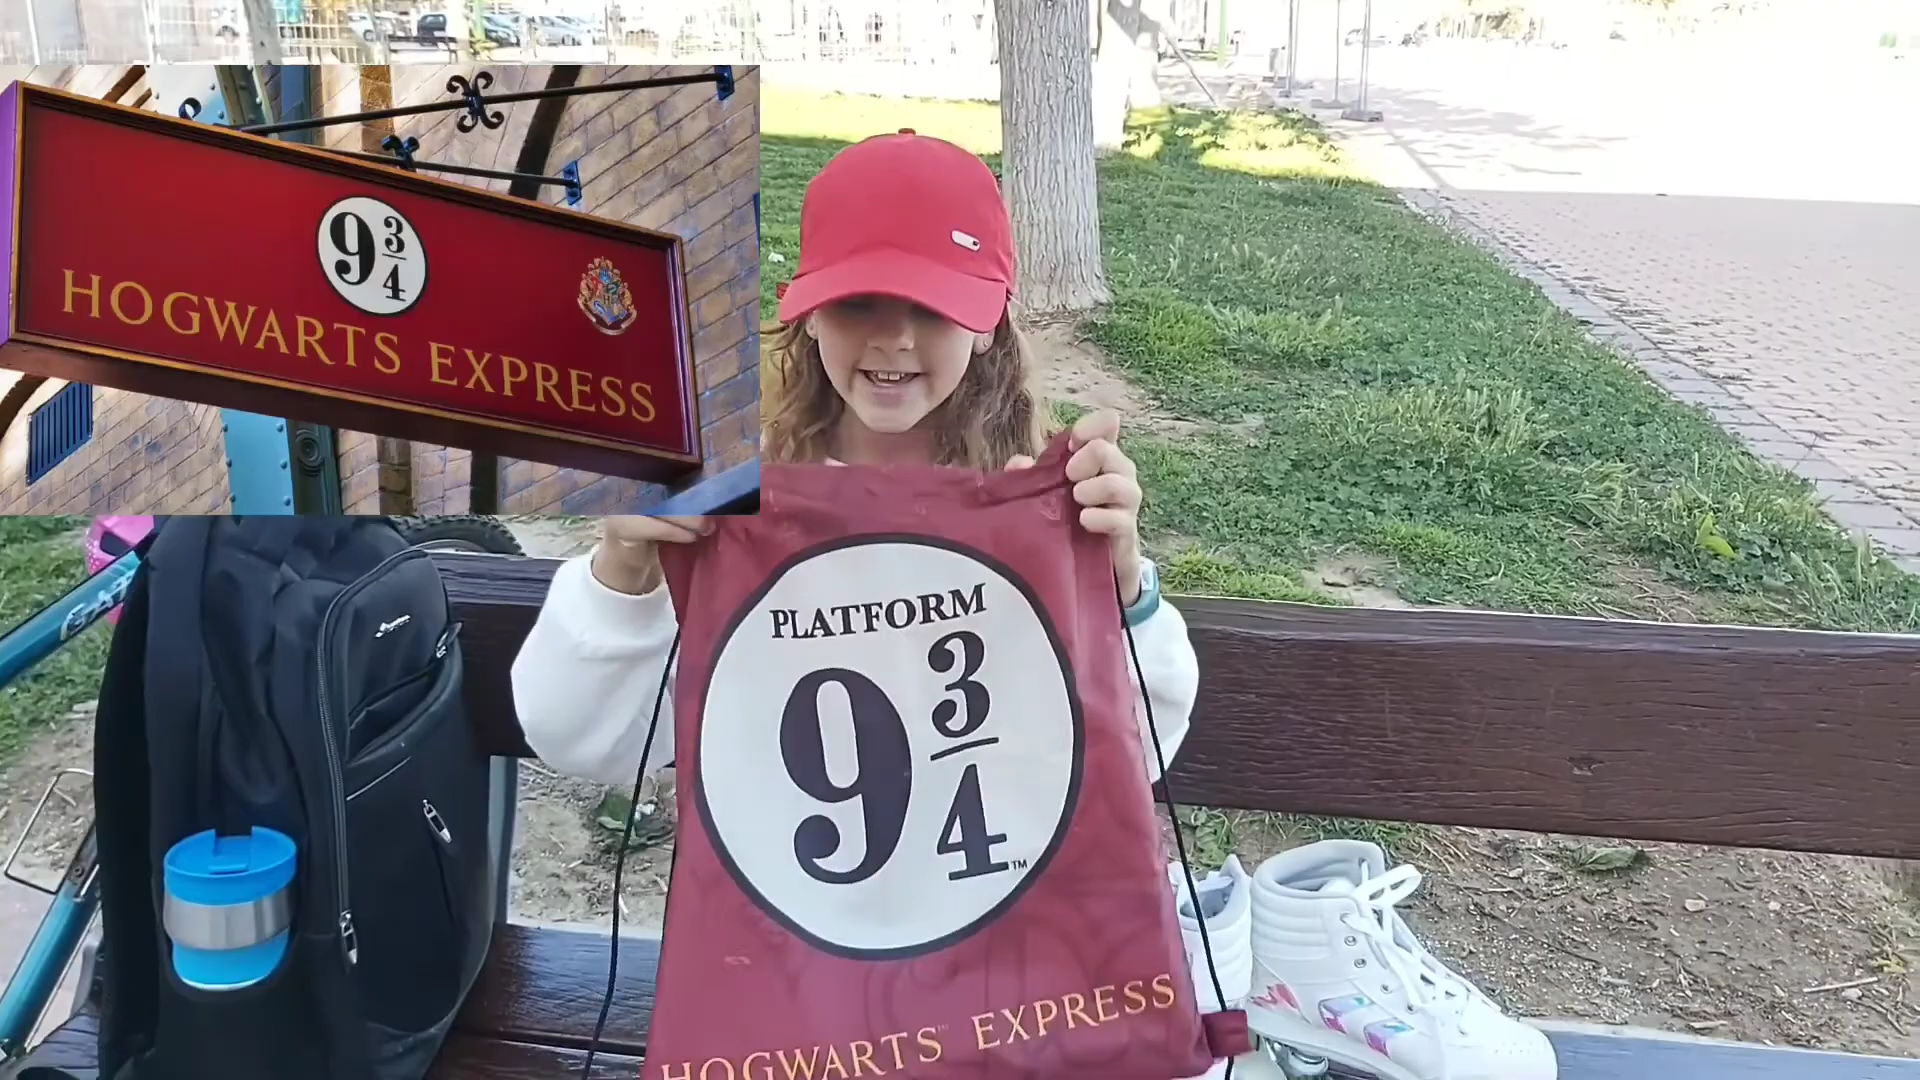 9 3/4
HOGWARTS EXPRESS
PLATFORM
9 3/4 ™
HOGWARTS™ EXPRESS